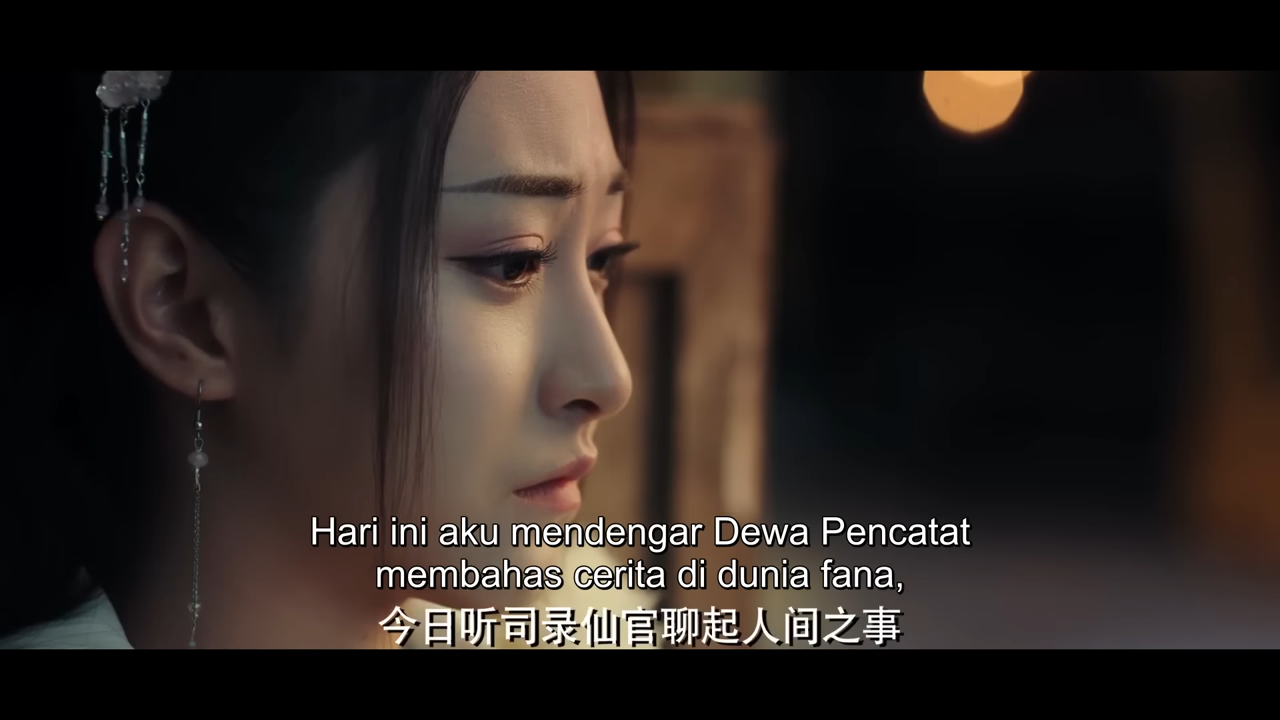 Hari ini aku mendengar Dewa Pencatat
membahas cerita di dunia fana,
今日听司录仙官聊起人间之事